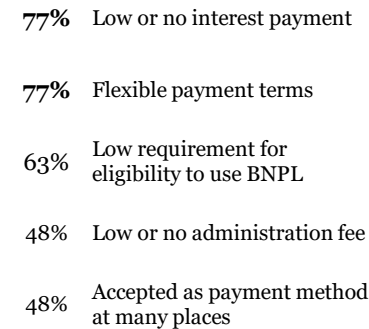 77% Low or no interest payment
77% Flexible payment terms
63% Low requirement for
eligibility to use BNPL
48% Low or no administration fee
48% Accepted as payment method
at many places